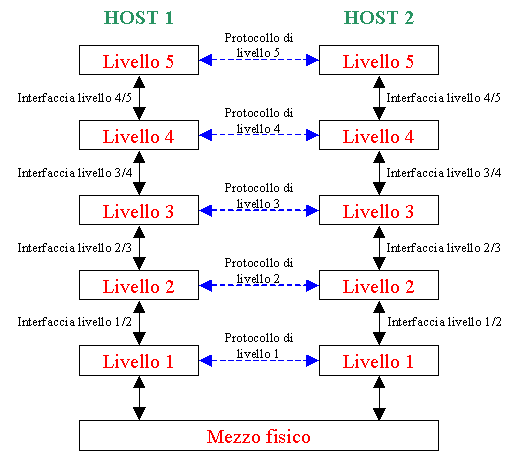 HOST 1
HOST 2
Protocollo di
livello 5
Livello 5
Livello 5
Interfaccia livello 4/5
Interfaccia livello 4/5
Protocollo di
livello 4
Livello 4
Livello 4
Interfaccia livello 3/4
Interfaccia livello 3/4
Protocollo di
livello 3
Livello 3
Livello 3
Interfaccia livello 2/3
Interfaccia livello 2/3
Protocollo di
livello 2
Livello 2
Livello 2
Interfaccia livello 1/2
Interfaccia livello 1/2
Protocollo di
livello 1
Livello 1
Livello 1
Mezzo fisico